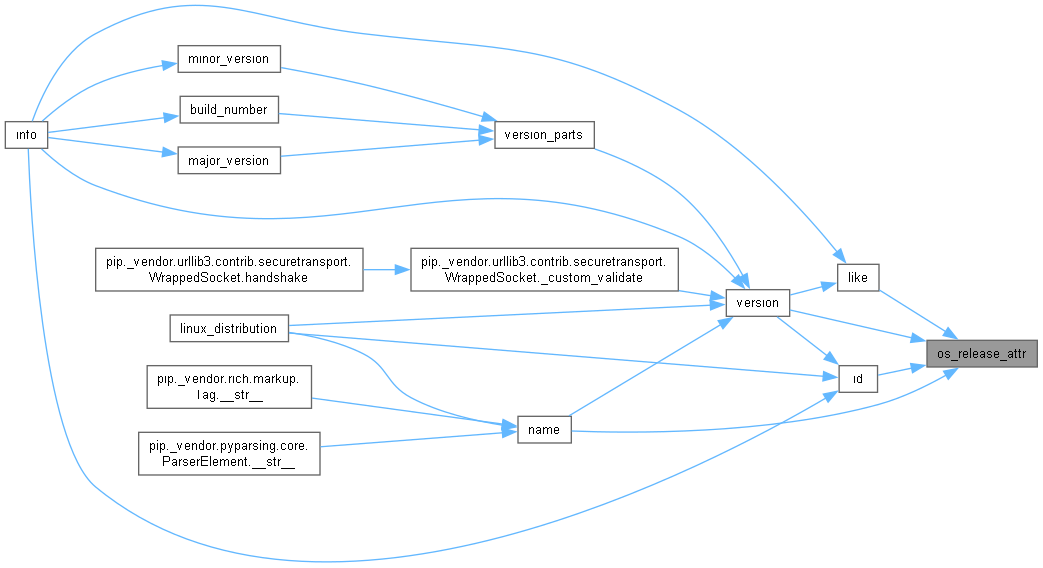 minor_version
build_number
info
version_parts
major_version
pip._vendor.urllib3.contrib.securetransport.
WrappedSocket.handshake
pip._vendor.urllib3.contrib.securetransport.
WrappedSocket._custom_validate
like
version
linux_distribution
os_release_attr
pip._vendor.rich.markup.
Tag.__str__
id
name
pip._vendor.pyparsing.core.
ParserElement.__str__